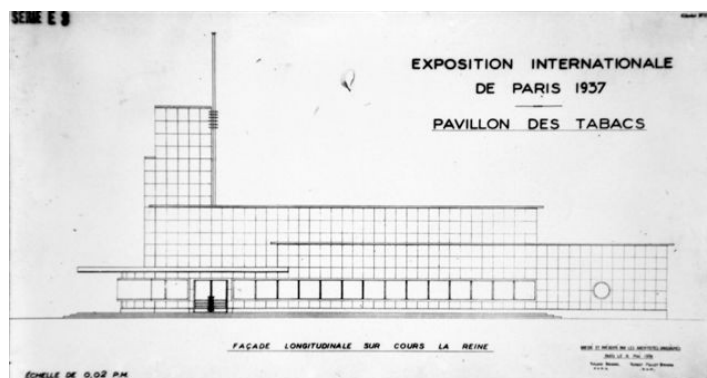 SERIE E 9
EXPOSITION INTERNATIONALE
DE PARIS 1937
PAVILLON DES TABACS
FAÇADE LONGITUDINALE SUR COURS LA REINE
ÉCHELLE DE 0,02 P.M.